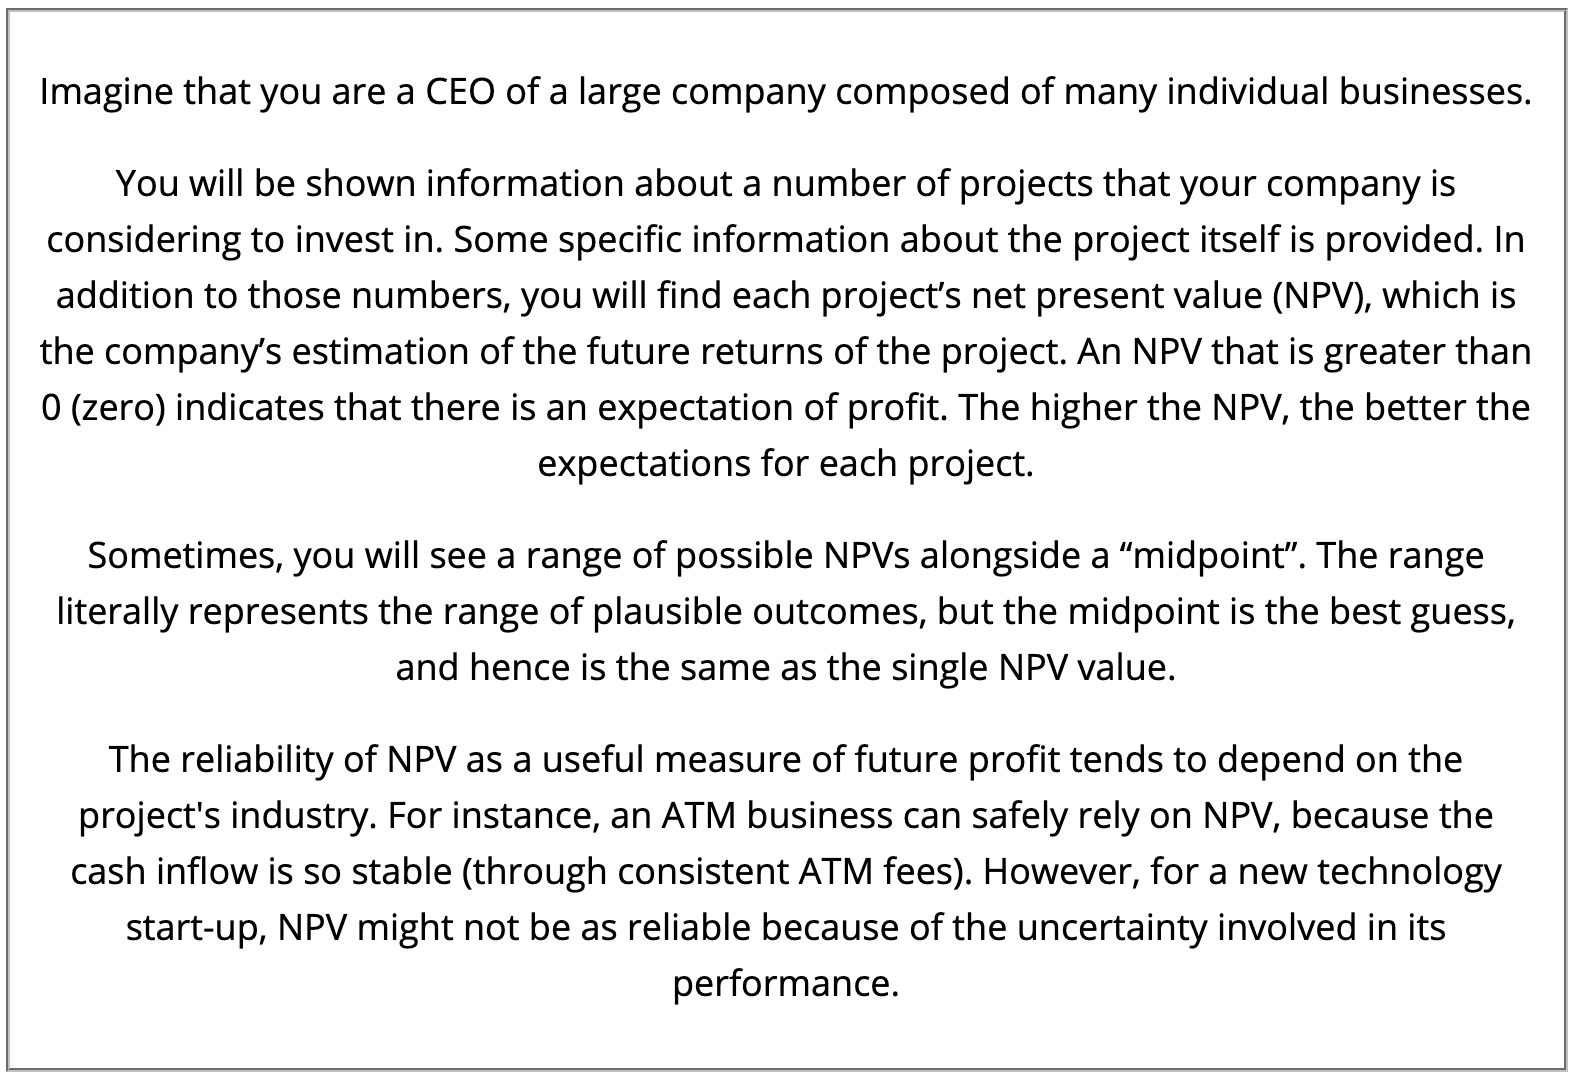 Imagine that you are a CEO of a large company composed of many individual businesses.
You will be shown information about a number of projects that your company is
considering to invest in. Some specific information about the project itself is provided. In
addition to those numbers, you will find each project’s net present value (NPV), which is
the company’s estimation of the future returns of the project. An NPV that is greater than
0 (zero) indicates that there is an expectation of profit. The higher the NPV, the better the
expectations for each project.
Sometimes, you will see a range of possible NPVs alongside a “midpoint”. The range
literally represents the range of plausible outcomes, but the midpoint is the best guess,
and hence is the same as the single NPV value.
The reliability of NPV as a useful measure of future profit tends to depend on the
project's industry. For instance, an ATM business can safely rely on NPV, because the
cash inflow is so stable (through consistent ATM fees). However, for a new technology
start-up, NPV might not be as reliable because of the uncertainty involved in its
performance.